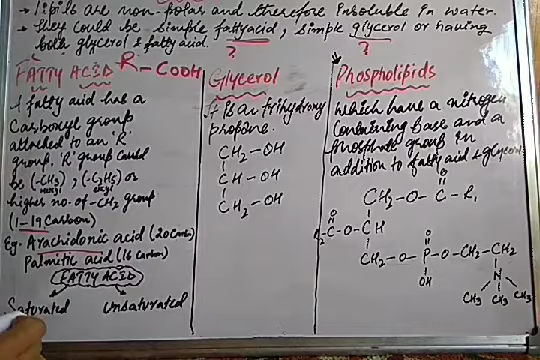 → lipids are non-polar and therefore Insoluble in water.
→ They could be simple fattyacid, simple glycerol or having
both glycerol & fatty acid.
? ?
FATTY ACID R-COOH
A fatty acid has a
Carboxyl group
attached to an 'R'
group, 'R' group could
be (-CH3), (-C2H5) or
higher no. of -CH2 group
(1-19 Carbon)
Eg: Arachidonic acid (20 Carbon)
Palmitic acid (16 Carbon)
FATTY ACID
Saturated Unsaturated
Glycerol
It is a trihydroxy
propane.
CH2-OH
CH-OH
CH2-OH
Phospholipids
Which have a nitrogen
containing base and a
phosphate group in
addition to fatty acid & glycerol
O
CH2-O-C-R1
O
C-O-CH
O
CH2-O-P-O-CH2-CH2
OH
N
CH3 CH3 CH3